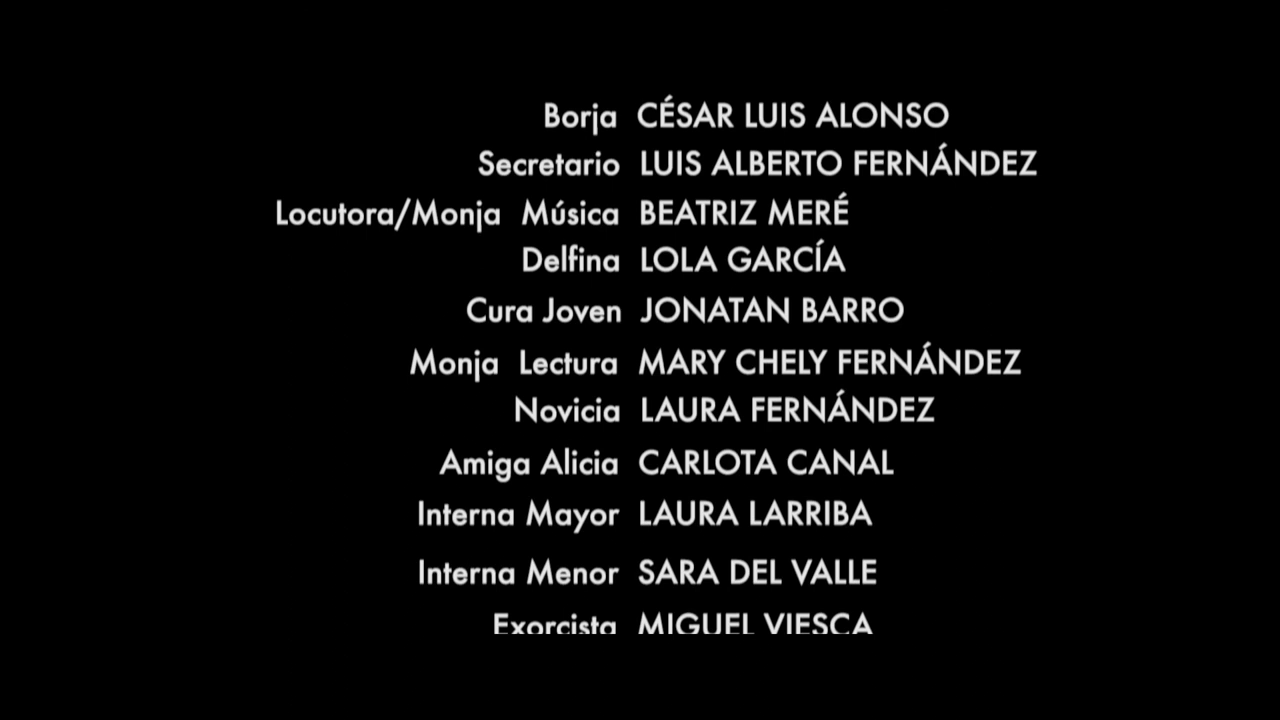 Borja CÉSAR LUIS ALONSO
Secretario LUIS ALBERTO FERNÁNDEZ
Locutora/Monja Música BEATRIZ MERÉ
Delfina LOLA GARCÍA
Cura Joven JONATAN BARRO
Monja Lectura MARY CHELY FERNÁNDEZ
Novicia LAURA FERNÁNDEZ
Amiga Alicia CARLOTA CANAL
Interna Mayor LAURA LARRIBA
Interna Menor SARA DEL VALLE
Exorcista MIGUEL VIESCA